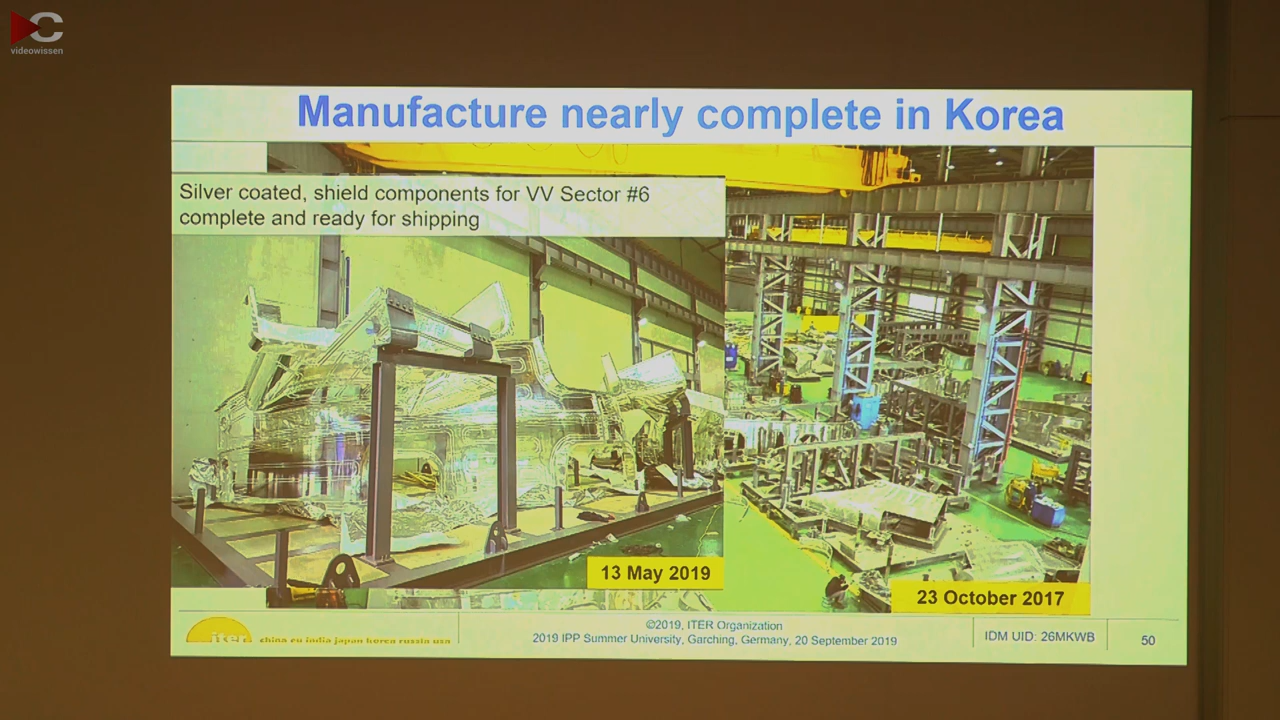 C
videowissen
Manufacture nearly complete in Korea
Silver coated, shield components for VV Sector #6
complete and ready for shipping
13 May 2019
23 October 2017
iter
china eu india japan korea russia usa
©2019, ITER Organization
2019 IPP Summer University, Garching, Germany, 20 September 2019
IDM UID: 26MKWB
50